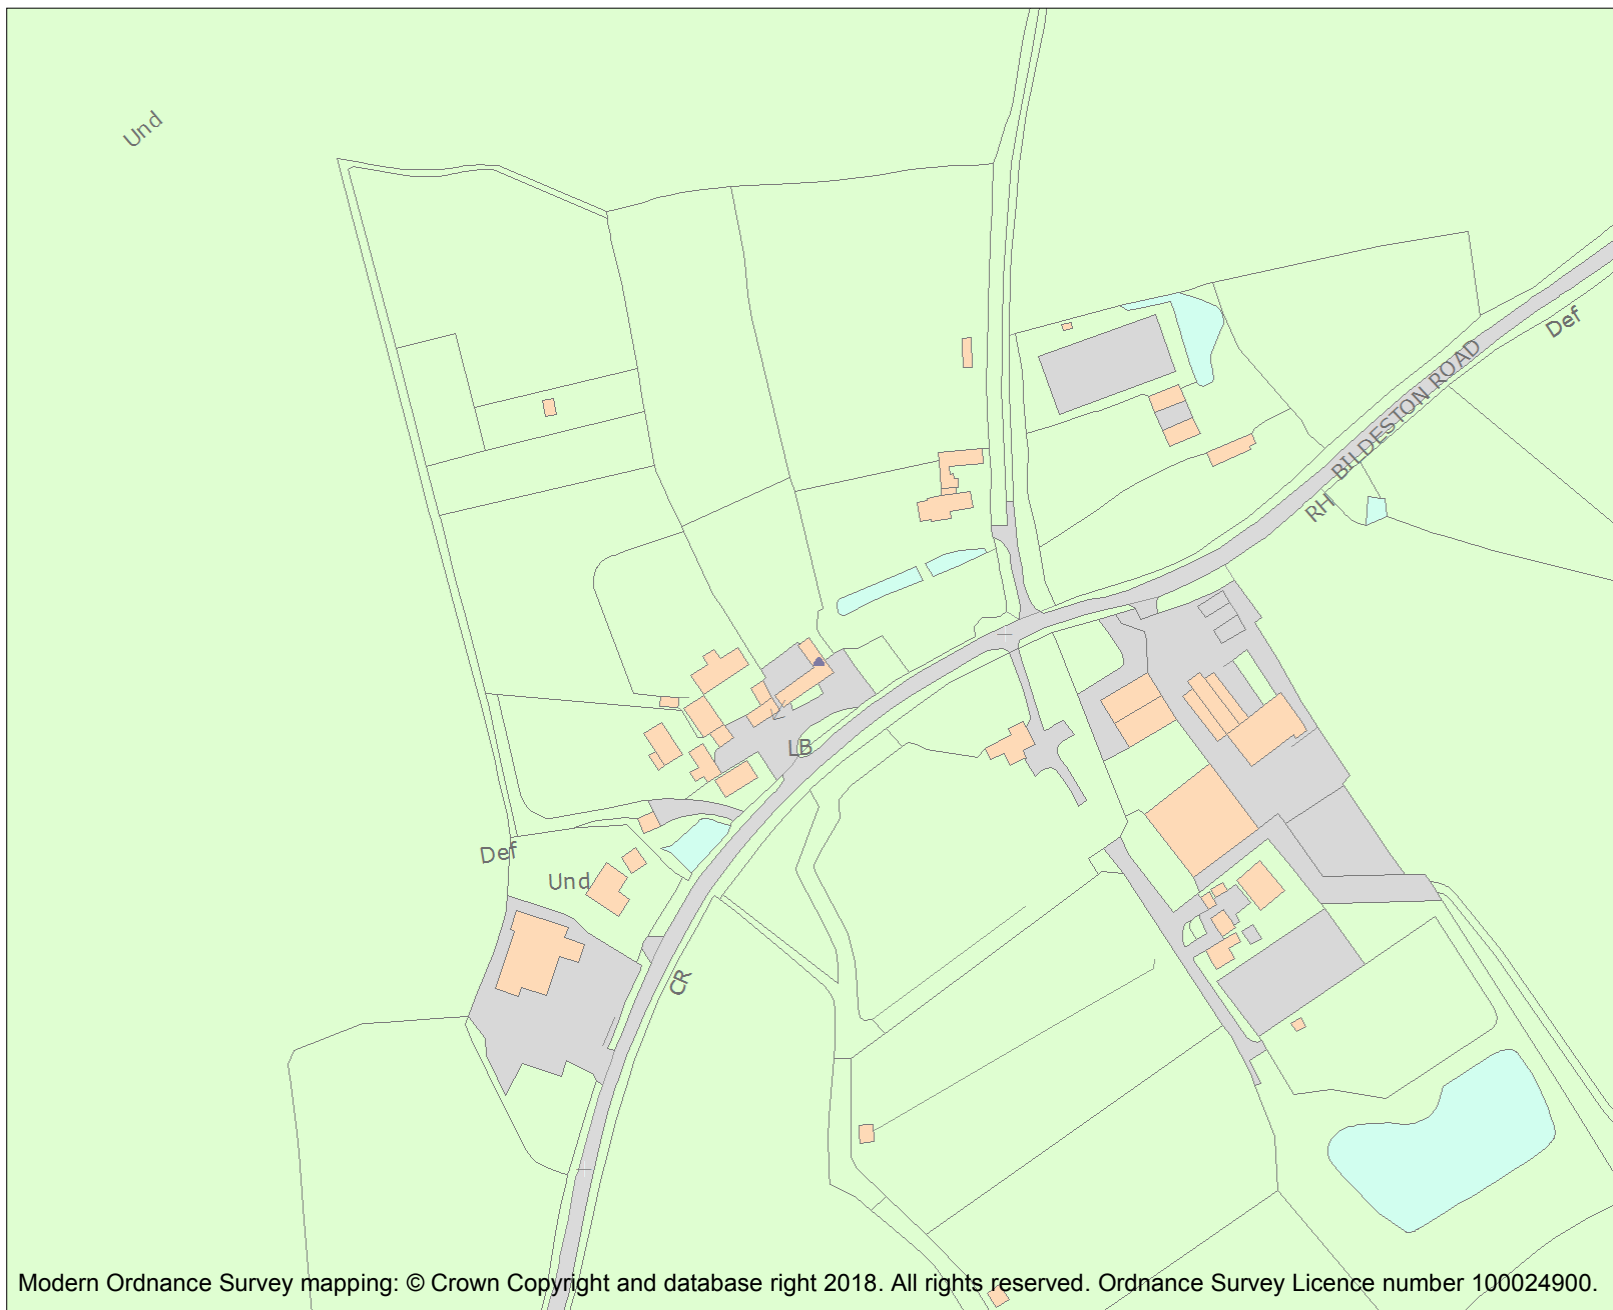 Und
Def
BILDESTON ROAD
RH
LB
Def
Und
CR
Modern Ordnance Survey mapping: © Crown Copyright and database right 2018. All rights reserved. Ordnance Survey Licence number 100024900.